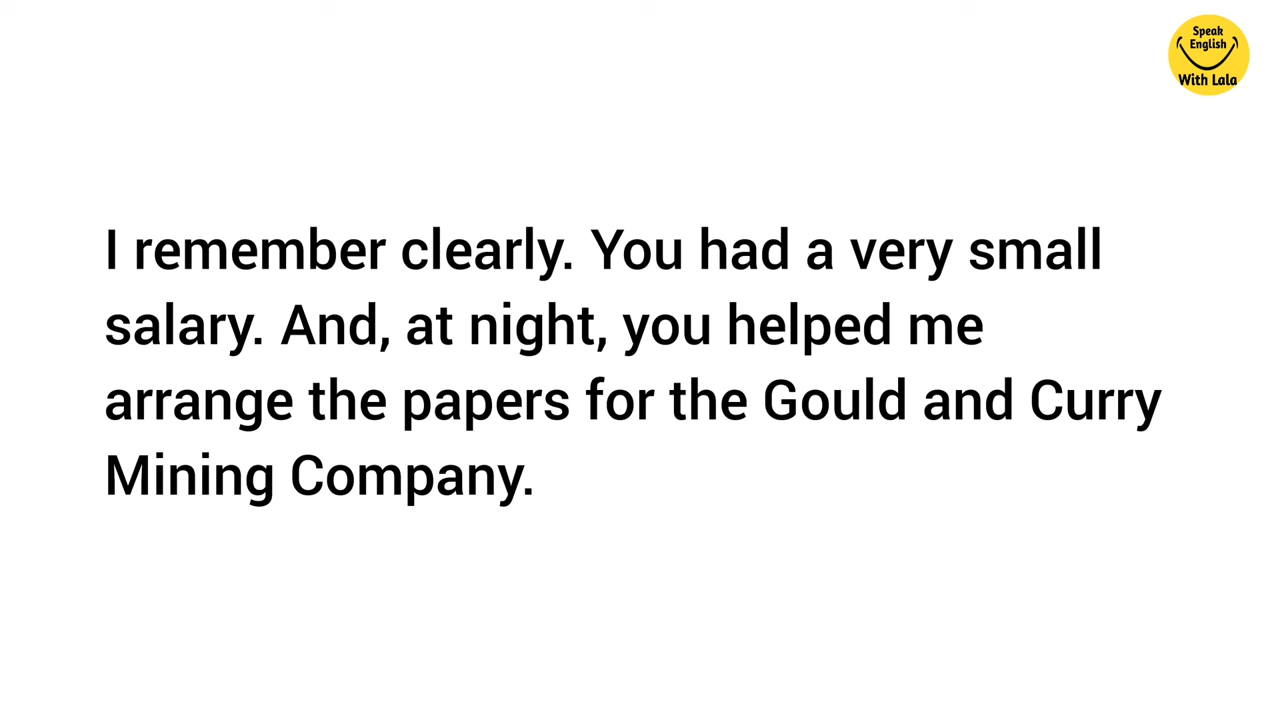 Speak
English
With Lala
I remember clearly. You had a very small
salary. And, at night, you helped me
arrange the papers for the Gould and Curry
Mining Company.